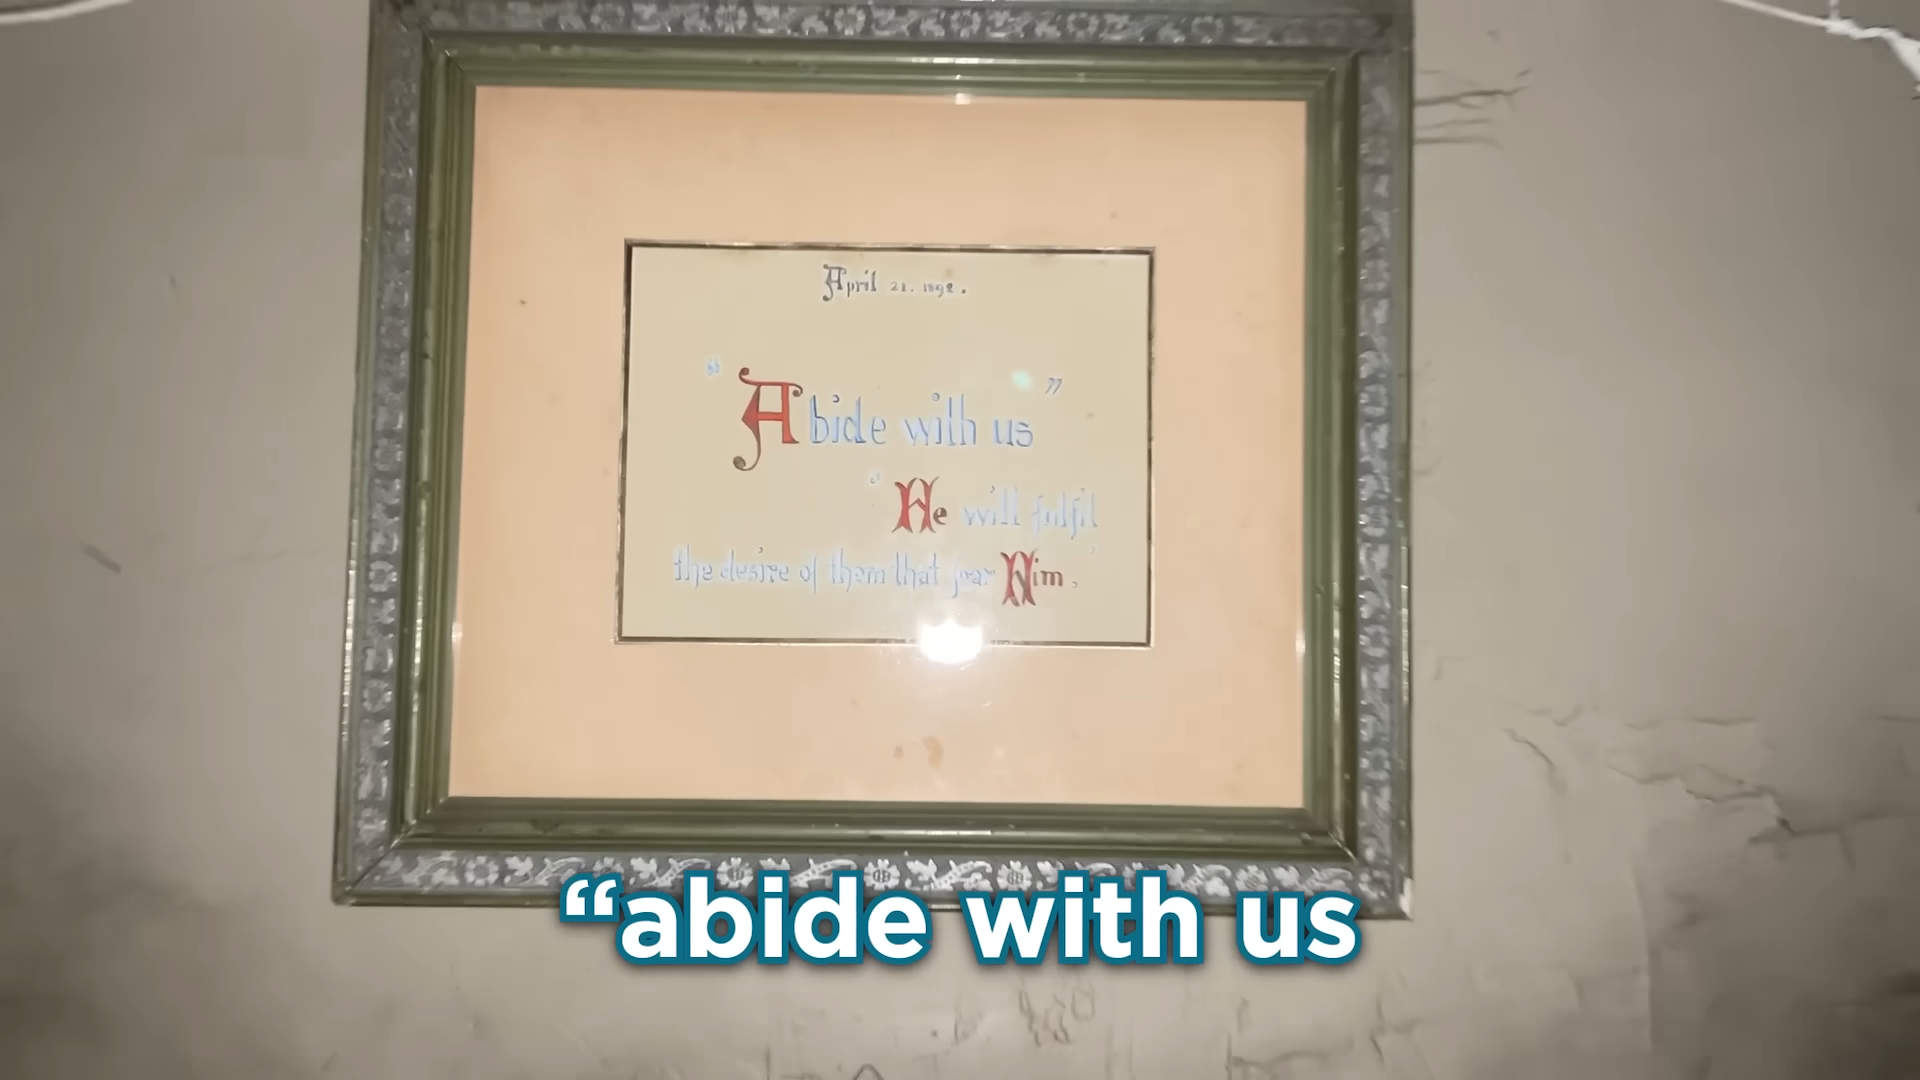 April 21. 1892.
"Abide with us"
"He will fulfil
the desire of them that fear Him."
“abide with us